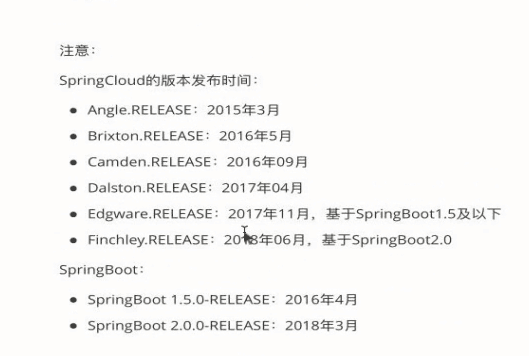 注意：
SpringCloud的版本发布时间：
● Angle.RELEASE：2015年3月
● Brixton.RELEASE：2016年5月
● Camden.RELEASE：2016年09月
● Dalston.RELEASE：2017年04月
● Edgware.RELEASE：2017年11月，基于SpringBoot1.5及以下
● Finchley.RELEASE：2018年06月，基于SpringBoot2.0
SpringBoot：
● SpringBoot 1.5.0-RELEASE：2016年4月
● SpringBoot 2.0.0-RELEASE：2018年3月